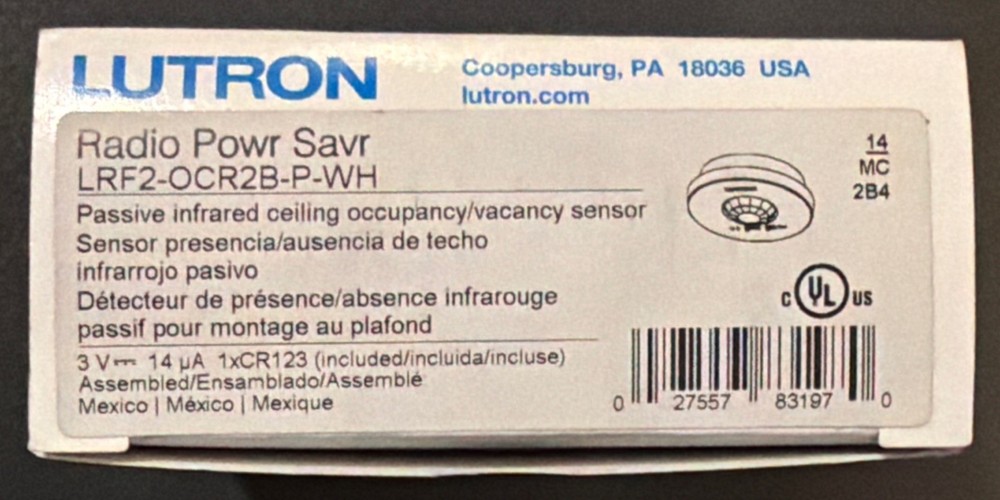 LUTRON
Coopersburg, PA 18036 USA
lutron.com
Radio Powr Savr
LRF2-OCR2B-P-WH
Passive infrared ceiling occupancy/vacancy sensor
Sensor presencia/ausencia de techo
infrarrojo pasivo
Détecteur de présence/absence infrarouge
passif pour montage au plafond
3 V⎓ 14 µA 1xCR123 (included/incluida/incluse)
Assembled/Ensamblado/Assemblé
Mexico | México | Mexique
14
MC
2B4
C UL US
0 27557 83197 0